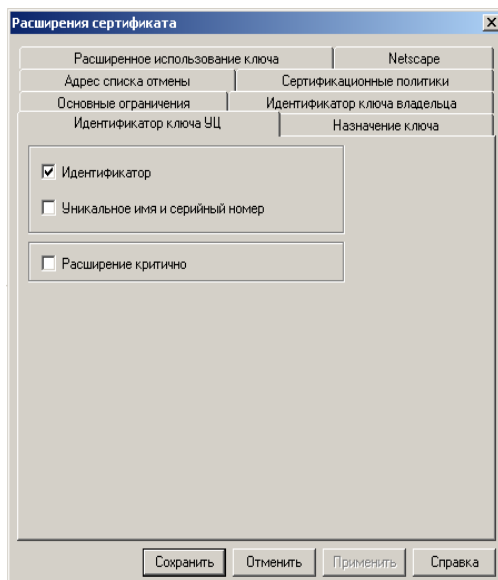 Расширения сертификата
Расширенное использование ключа
Netscape
Адрес списка отмены
Сертификационные политики
Основные ограничения
Идентификатор ключа владельца
Идентификатор ключа УЦ
Назначение ключа
Идентификатор
Уникальное имя и серийный номер
Расширение критично
Сохранить
Отменить
Применить
Справка